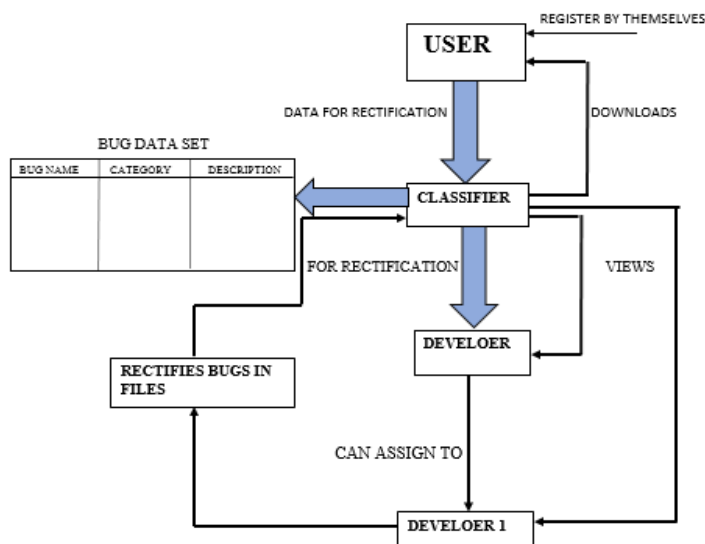 REGISTER BY THEMSELVES
USER
DATA FOR RECTIFICATION
DOWNLOADS
BUG DATA SET
BUG NAME CATEGORY DESCRIPTION
CLASSIFIER
FOR RECTIFICATION
VIEWS
DEVELOER
RECTIFIES BUGS IN
FILES
CAN ASSIGN TO
DEVELOER 1